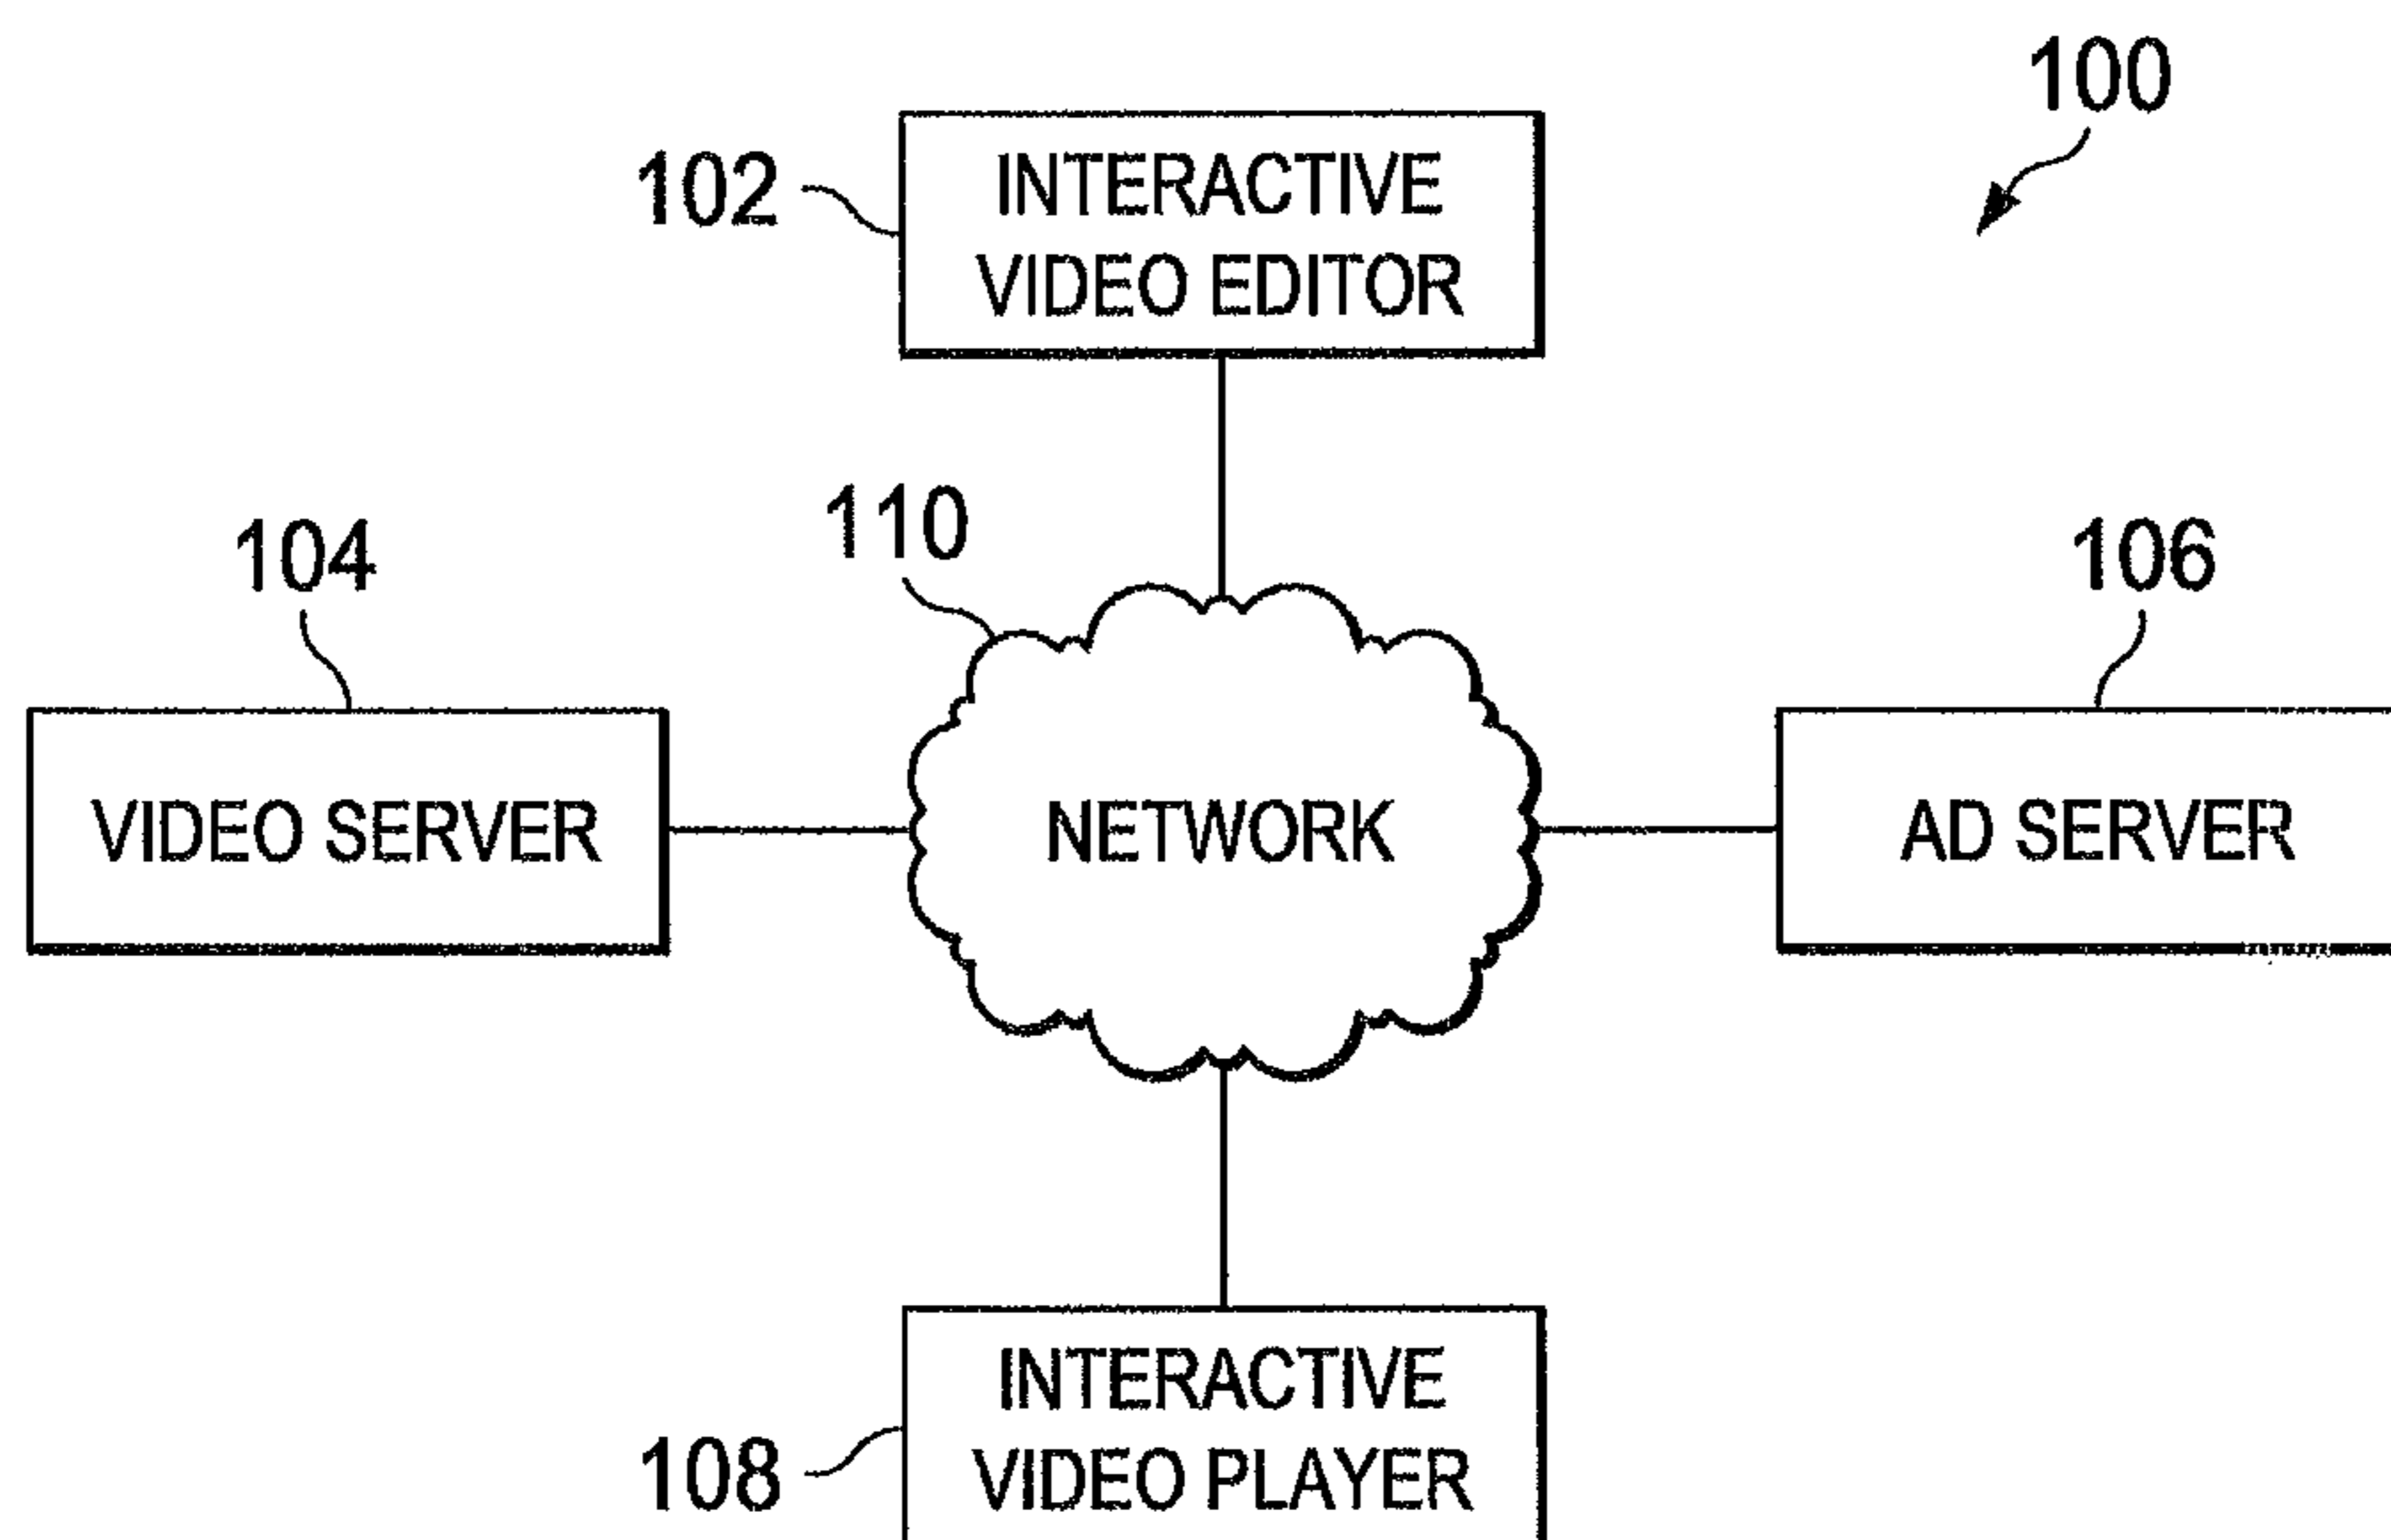 100
102
INTERACTIVE
VIDEO EDITOR
110
104
106
VIDEO SERVER
NETWORK
AD SERVER
INTERACTIVE
VIDEO PLAYER
108